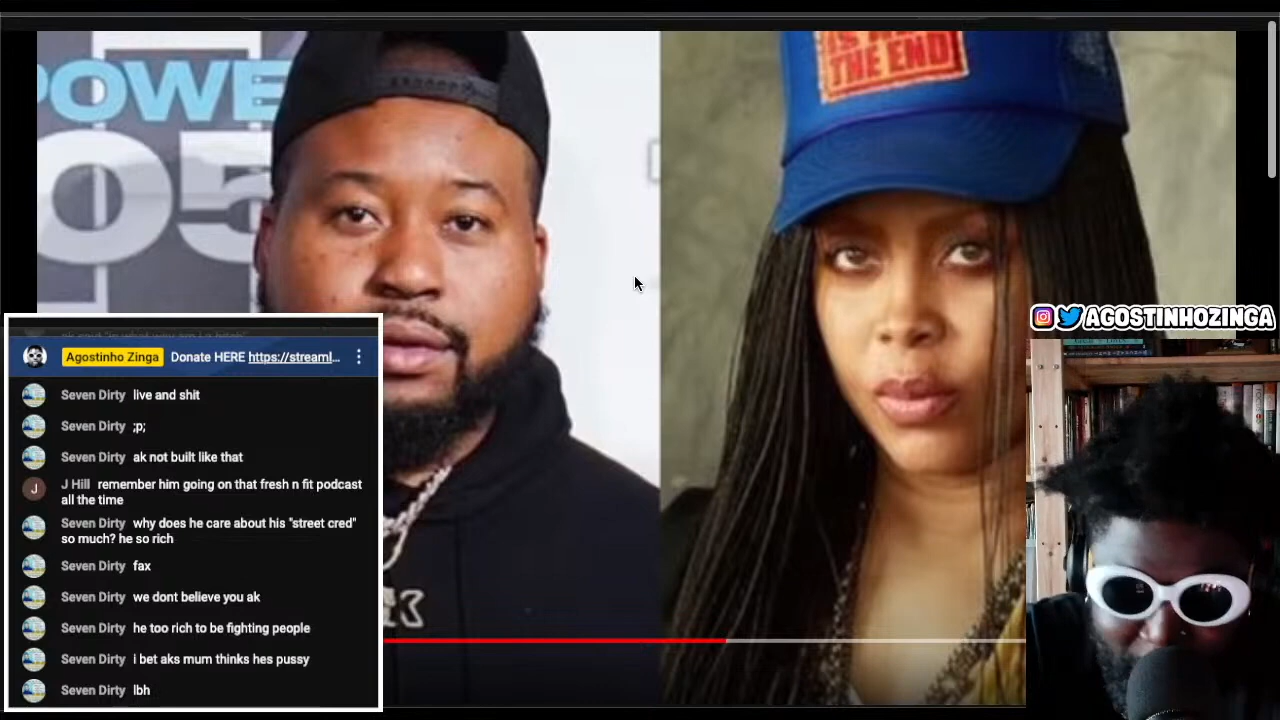 THE END
POWE
05
AGOSTINHOZINGA
Agostinho Zinga Donate HERE https://streaml...
Seven Dirty live and shit
Seven Dirty ;p;
Seven Dirty ak not built like that
J
J Hill remember him going on that fresh n fit podcast
all the time
Seven Dirty why does he care about his "street cred"
so much? he so rich
Seven Dirty fax
Seven Dirty we dont believe you ak
Seven Dirty he too rich to be fighting people
Seven Dirty i bet aks mum thinks hes pussy
Seven Dirty lbh